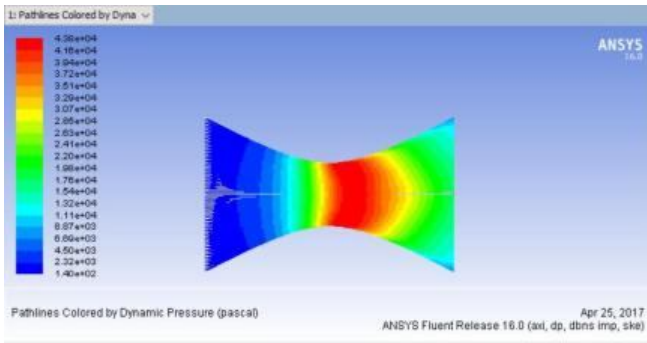 1: Pathlines Colored by Dyna
4.38e+04
4.16e+04
3.94e+04
3.72e+04
3.51e+04
3.29e+04
3.07e+04
2.85e+04
2.63e+04
2.41e+04
2.20e+04
1.98e+04
1.76e+04
1.54e+04
1.32e+04
1.11e+04
8.87e+03
6.69e+03
4.50e+03
2.32e+03
1.40e+02
ANSYS
16.0
Pathlines Colored by Dynamic Pressure (pascal)
Apr 25, 2017
ANSYS Fluent Release 16.0 (axi, dp, dbns imp, ske)